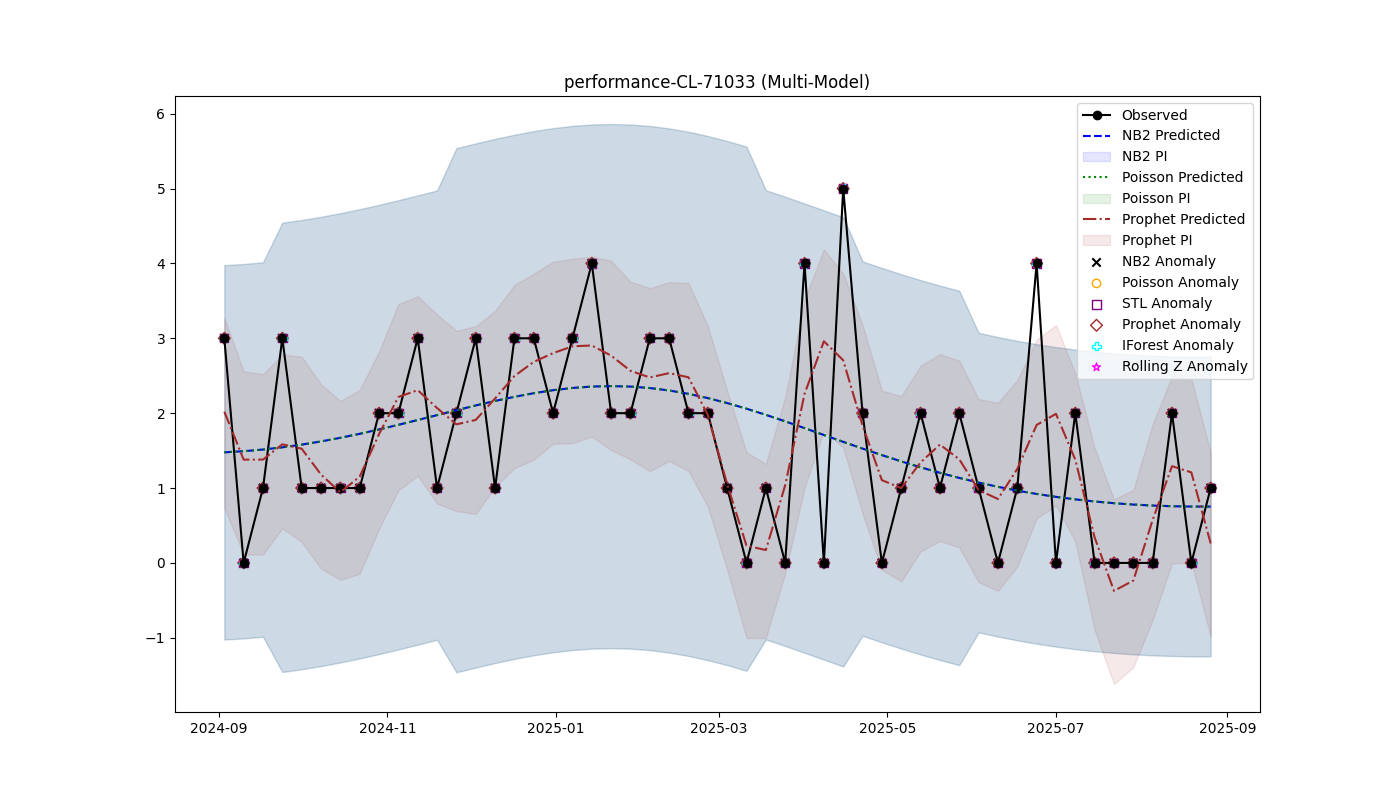 performance-CL-71033 (Multi-Model)
6
5
4
3
2
1
0
−1
2024-09
2024-11
2025-01
2025-03
2025-05
2025-07
2025-09
Observed
NB2 Predicted
NB2 PI
Poisson Predicted
Poisson PI
Prophet Predicted
Prophet PI
NB2 Anomaly
Poisson Anomaly
STL Anomaly
Prophet Anomaly
IForest Anomaly
Rolling Z Anomaly